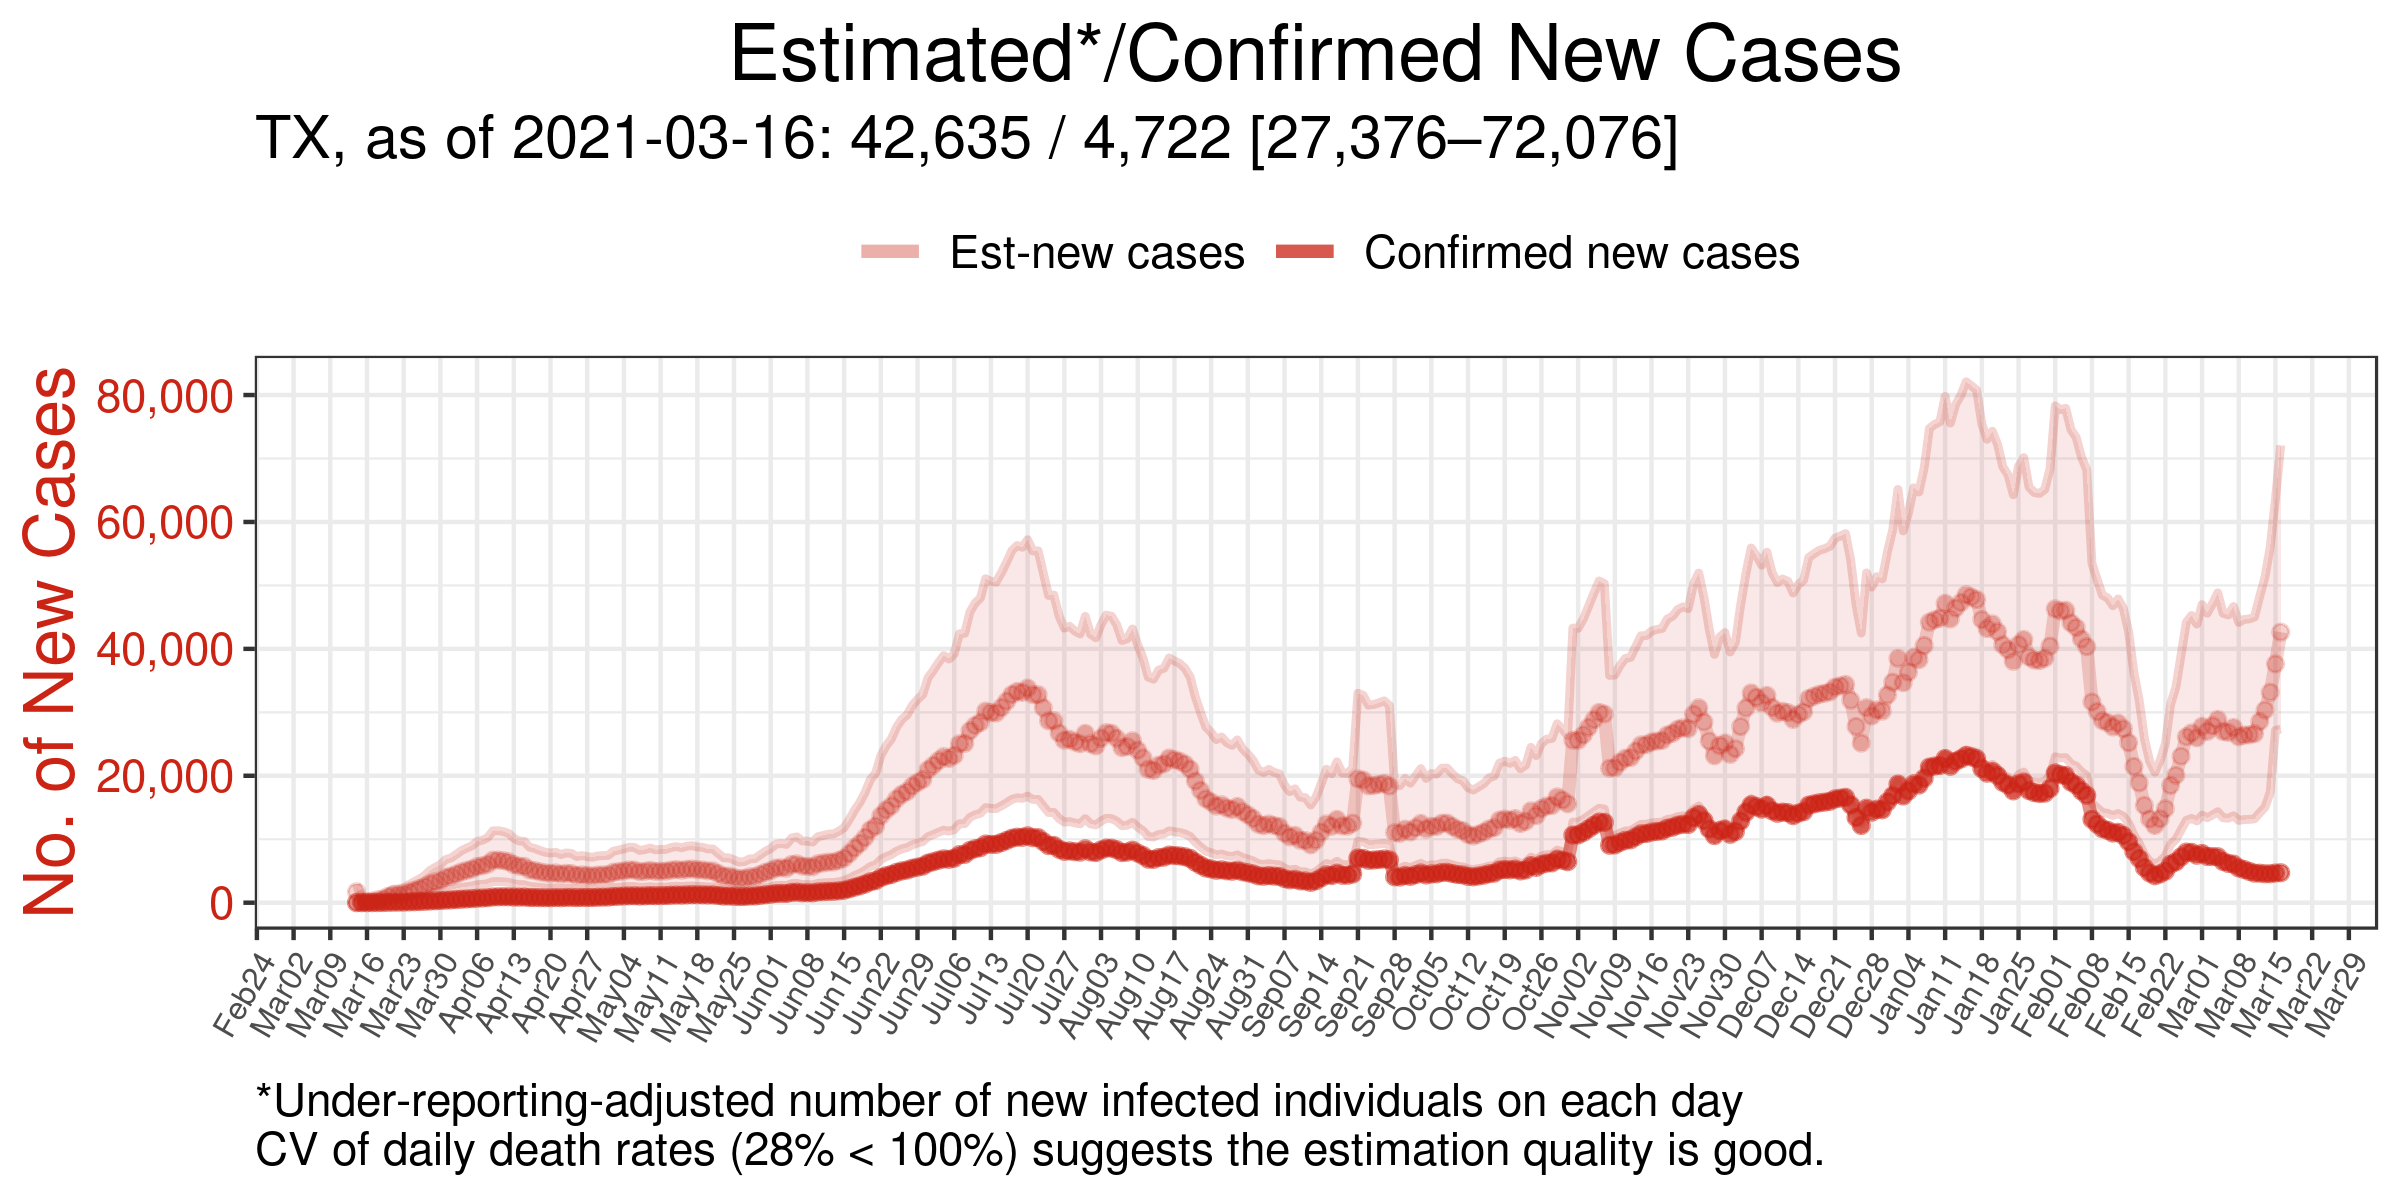 Estimated*/Confirmed New Cases
TX, as of 2021-03-16: 42,635 / 4,722 [27,376–72,076]
Est-new cases
Confirmed new cases
No. of New Cases
80,000
60,000
40,000
20,000
0
Feb24
Mar02
Mar09
Mar16
Mar23
Mar30
Apr06
Apr13
Apr20
Apr27
May04
May11
May18
May25
Jun01
Jun08
Jun15
Jun22
Jun29
Jul06
Jul13
Jul20
Jul27
Aug03
Aug10
Aug17
Aug24
Aug31
Sep07
Sep14
Sep21
Sep28
Oct05
Oct12
Oct19
Oct26
Nov02
Nov09
Nov16
Nov23
Nov30
Dec07
Dec14
Dec21
Dec28
Jan04
Jan11
Jan18
Jan25
Feb01
Feb08
Feb15
Feb22
Mar01
Mar08
Mar15
Mar22
Mar29
*Under-reporting-adjusted number of new infected individuals on each day
CV of daily death rates (28% < 100%) suggests the estimation quality is good.